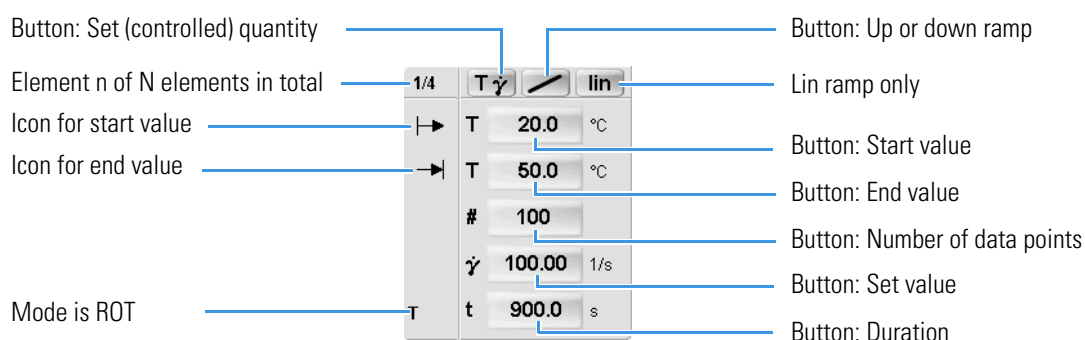 Button: Set (controlled) quantity
Button: Up or down ramp
Element n of N elements in total
1/4
T γ̇
lin
Lin ramp only
Icon for start value
T 20.0 °C
Button: Start value
Icon for end value
T 50.0 °C
Button: End value
# 100
Button: Number of data points
γ̇ 100.00 1/s
Button: Set value
Mode is ROT
T
t 900.0 s
Button: Duration